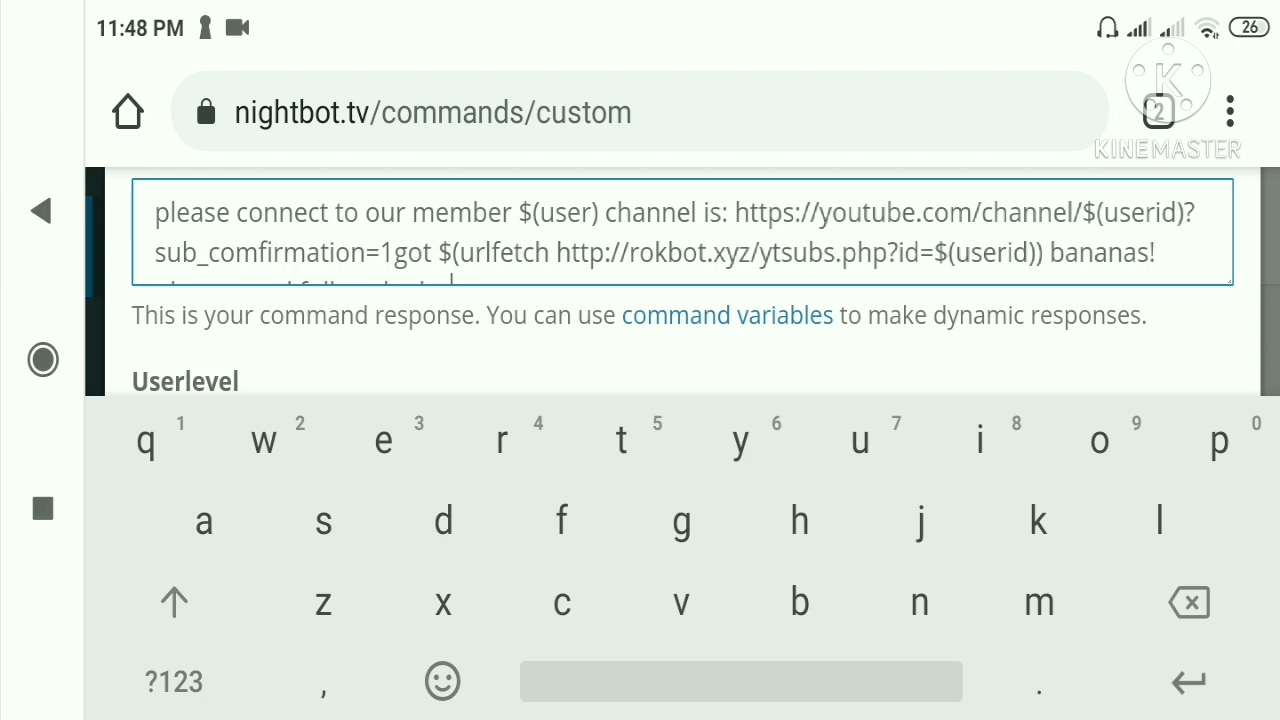 11:48 PM 26
nightbot.tv/commands/custom 2
K
KINEMASTER
please connect to our member $(user) channel is: https://youtube.com/channel/$(userid)?
sub_comfirmation=1got $(urlfetch http://rokbot.xyz/ytsubs.php?id=$(userid)) bananas!
This is your command response. You can use command variables to make dynamic responses.
Userlevel
q 1 w 2 e 3 r 4 t 5 y 6 u 7 i 8 o 9 p 0
a s d f g h j k l
z x c v b n m
?123 , .